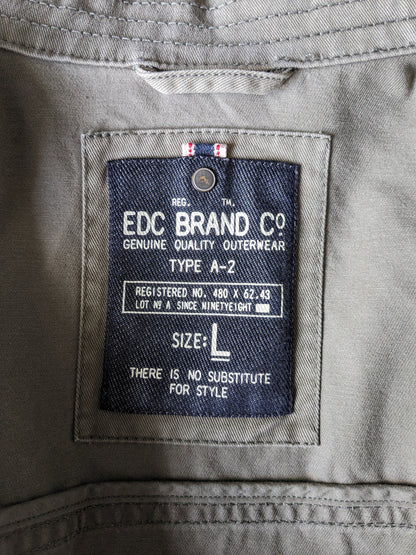 REG. TM.
EDC BRAND Cº
GENUINE QUALITY OUTERWEAR
TYPE A-2
REGISTERED NO. 480 X 62.43
LOT Nº A SINCE NINETYEIGHT
SIZE: L
THERE IS NO SUBSTITUTE
FOR STYLE